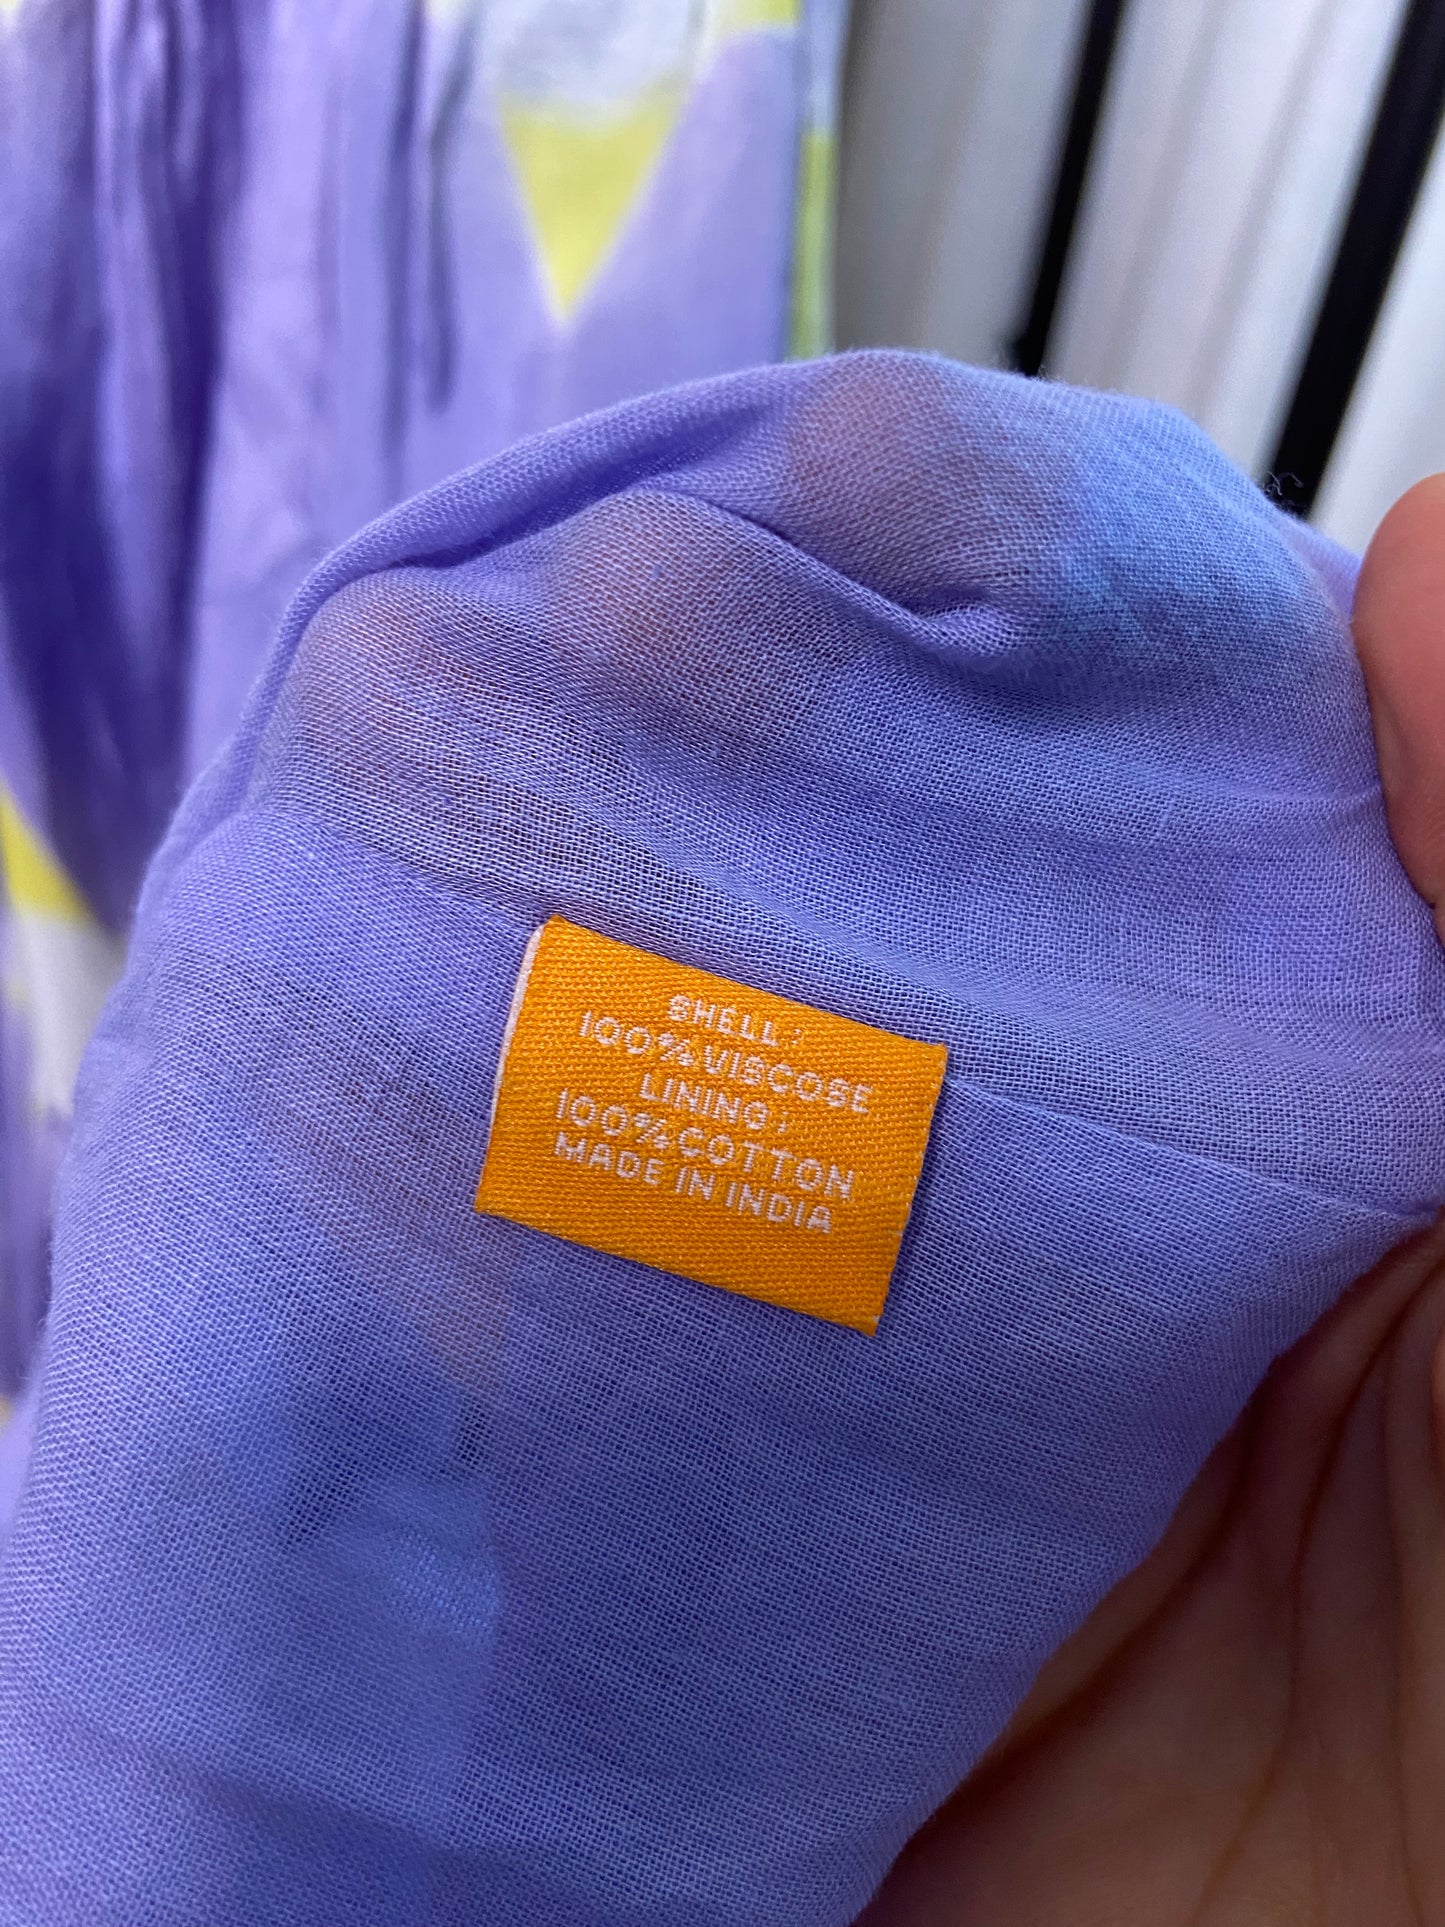 SHELL:
100% VISCOSE
LINING:
100% COTTON
MADE IN INDIA